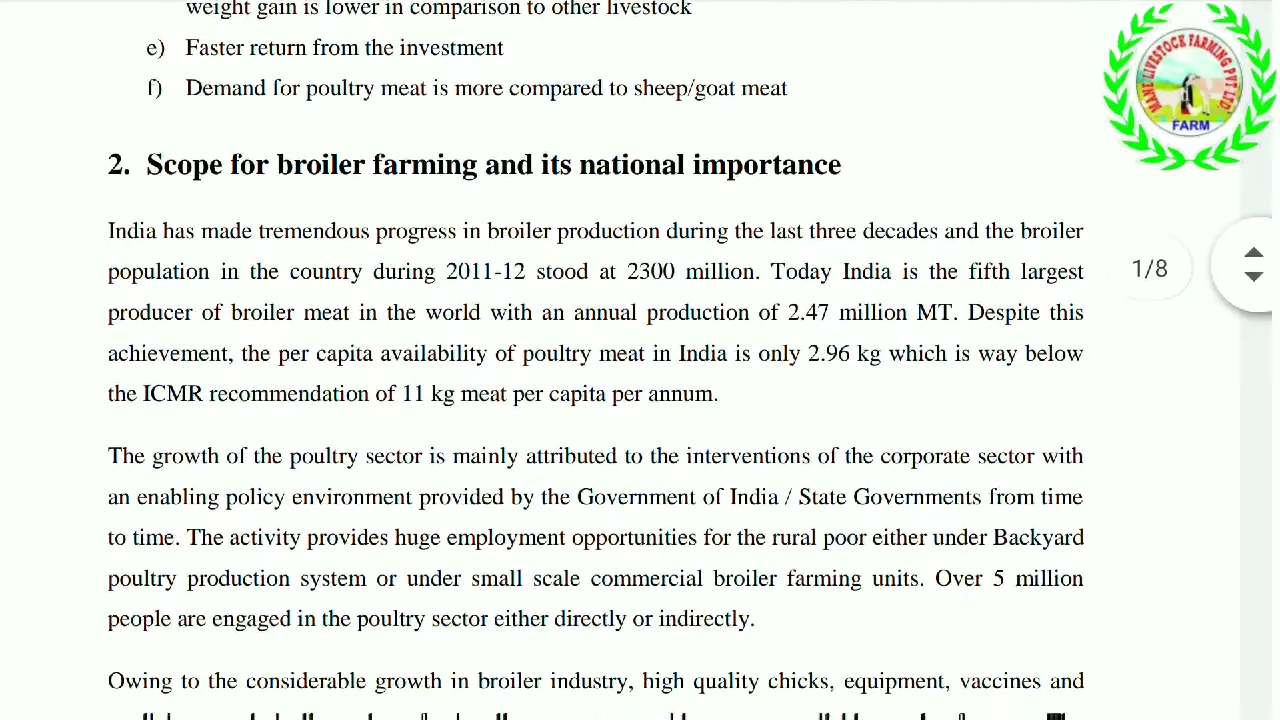 weight gain is lower in comparison to other livestock
e) Faster return from the investment
f) Demand for poultry meat is more compared to sheep/goat meat
MANE LIVESTOCK FARMING PVT LTD.
FARM
2. Scope for broiler farming and its national importance
India has made tremendous progress in broiler production during the last three decades and the broiler
population in the country during 2011-12 stood at 2300 million. Today India is the fifth largest
producer of broiler meat in the world with an annual production of 2.47 million MT. Despite this
achievement, the per capita availability of poultry meat in India is only 2.96 kg which is way below
the ICMR recommendation of 11 kg meat per capita per annum.
1/8
The growth of the poultry sector is mainly attributed to the interventions of the corporate sector with
an enabling policy environment provided by the Government of India / State Governments from time
to time. The activity provides huge employment opportunities for the rural poor either under Backyard
poultry production system or under small scale commercial broiler farming units. Over 5 million
people are engaged in the poultry sector either directly or indirectly.
Owing to the considerable growth in broiler industry, high quality chicks, equipment, vaccines and